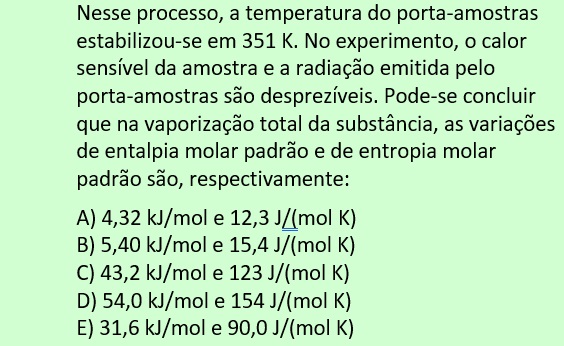 Nesse processo, a temperatura do porta-amostras
estabilizou-se em 351 K. No experimento, o calor
sensível da amostra e a radiação emitida pelo
porta-amostras são desprezíveis. Pode-se concluir
que na vaporização total da substância, as variações
de entalpia molar padrão e de entropia molar
padrão são, respectivamente:
A) 4,32 kJ/mol e 12,3 J/(mol K)
B) 5,40 kJ/mol e 15,4 J/(mol K)
C) 43,2 kJ/mol e 123 J/(mol K)
D) 54,0 kJ/mol e 154 J/(mol K)
E) 31,6 kJ/mol e 90,0 J/(mol K)